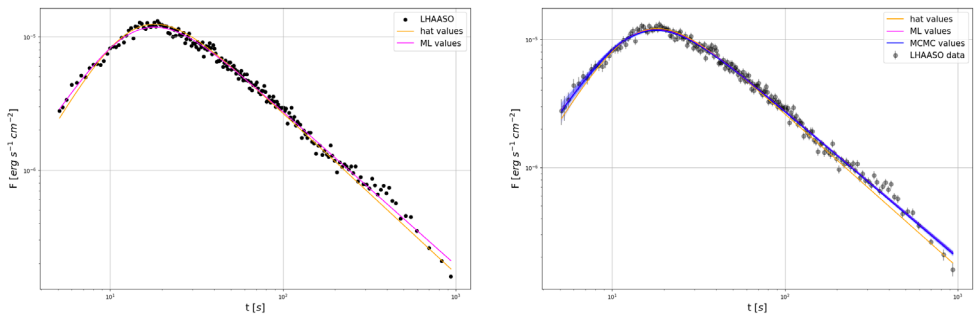 LHAASO
hat values
ML values
10⁻⁵
10⁻⁶
F [erg s⁻¹ cm⁻²]
10¹
10²
10³
t [s]
hat values
ML values
MCMC values
LHAASO data
10⁻⁵
10⁻⁶
F [erg s⁻¹ cm⁻²]
10¹
10²
10³
t [s]